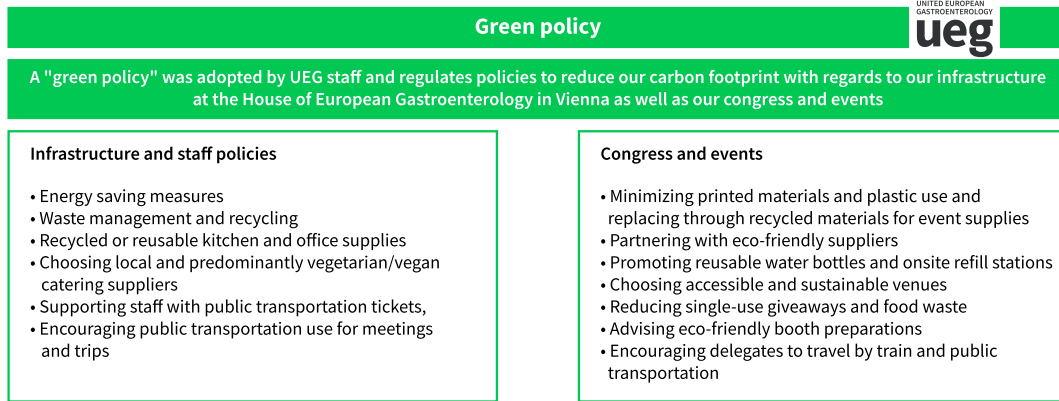 UNITED EUROPEAN
GASTROENTEROLOGY
ueg
Green policy
A "green policy" was adopted by UEG staff and regulates policies to reduce our carbon footprint with regards to our infrastructure
at the House of European Gastroenterology in Vienna as well as our congress and events
Infrastructure and staff policies
• Energy saving measures
• Waste management and recycling
• Recycled or reusable kitchen and office supplies
• Choosing local and predominantly vegetarian/vegan
catering suppliers
• Supporting staff with public transportation tickets,
• Encouraging public transportation use for meetings
and trips
Congress and events
• Minimizing printed materials and plastic use and
replacing through recycled materials for event supplies
• Partnering with eco-friendly suppliers
• Promoting reusable water bottles and onsite refill stations
• Choosing accessible and sustainable venues
• Reducing single-use giveaways and food waste
• Advising eco-friendly booth preparations
• Encouraging delegates to travel by train and public
transportation